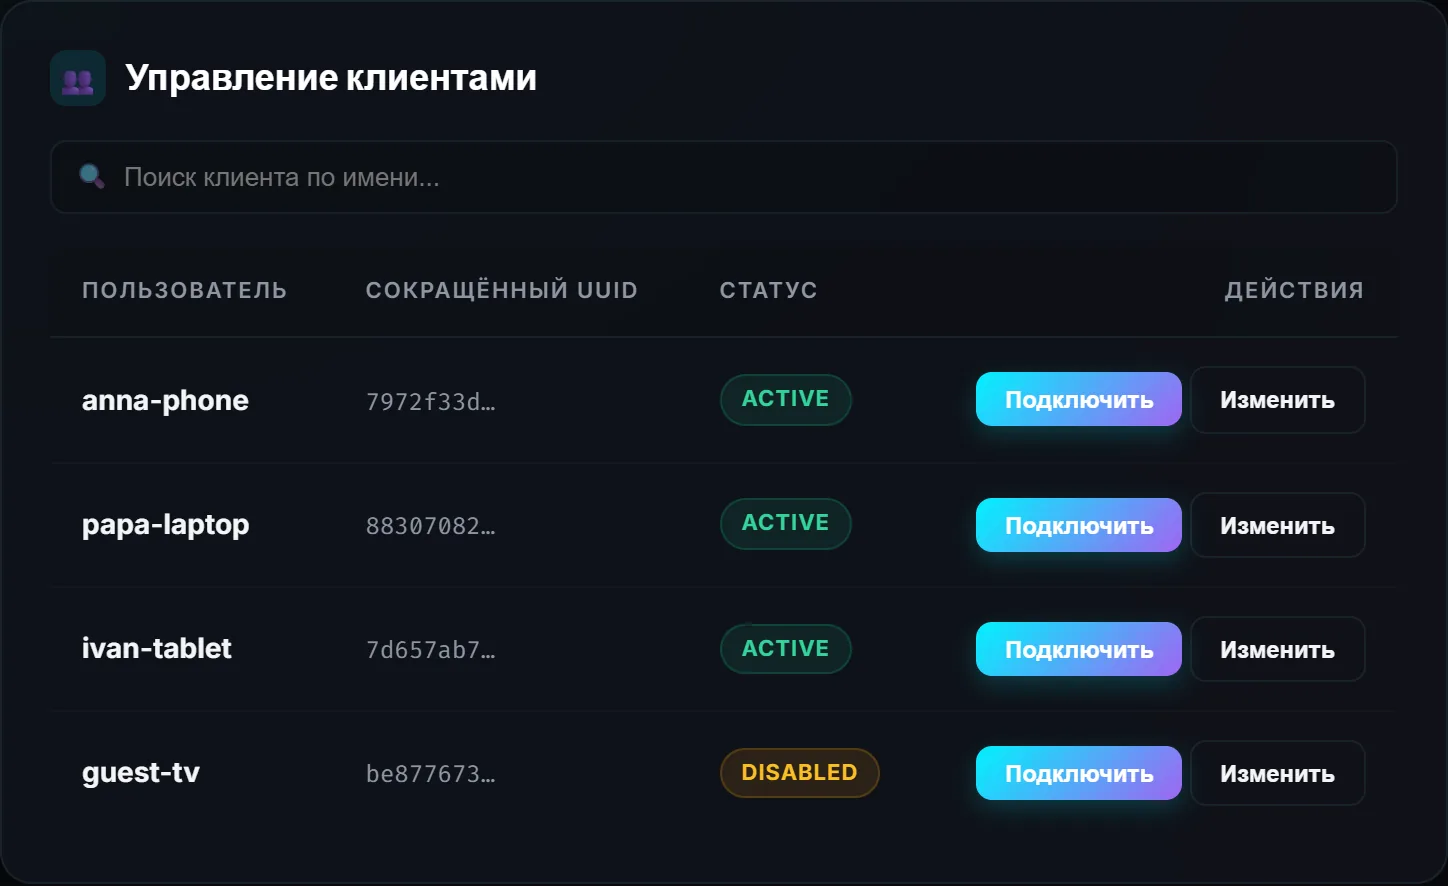 Управление клиентами
Поиск клиента по имени...
ПОЛЬЗОВАТЕЛЬ СОКРАЩЁННЫЙ UUID СТАТУС ДЕЙСТВИЯ
anna-phone 7972f33d… ACTIVE Подключить Изменить
papa-laptop 88307082… ACTIVE Подключить Изменить
ivan-tablet 7d657ab7… ACTIVE Подключить Изменить
guest-tv be877673… DISABLED Подключить Изменить